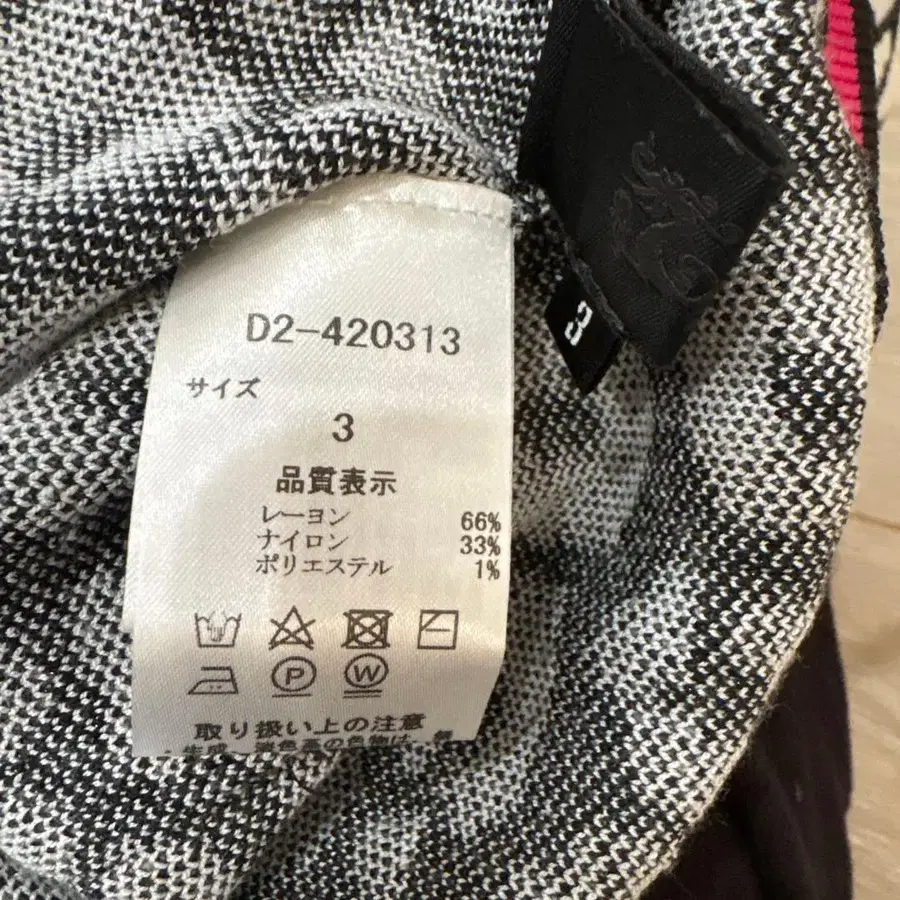 D2-420313
サイズ
3
品質表示
レーヨン 66%
ナイロン 33%
ポリエステル 1%
P W
取り扱い上の注意
3